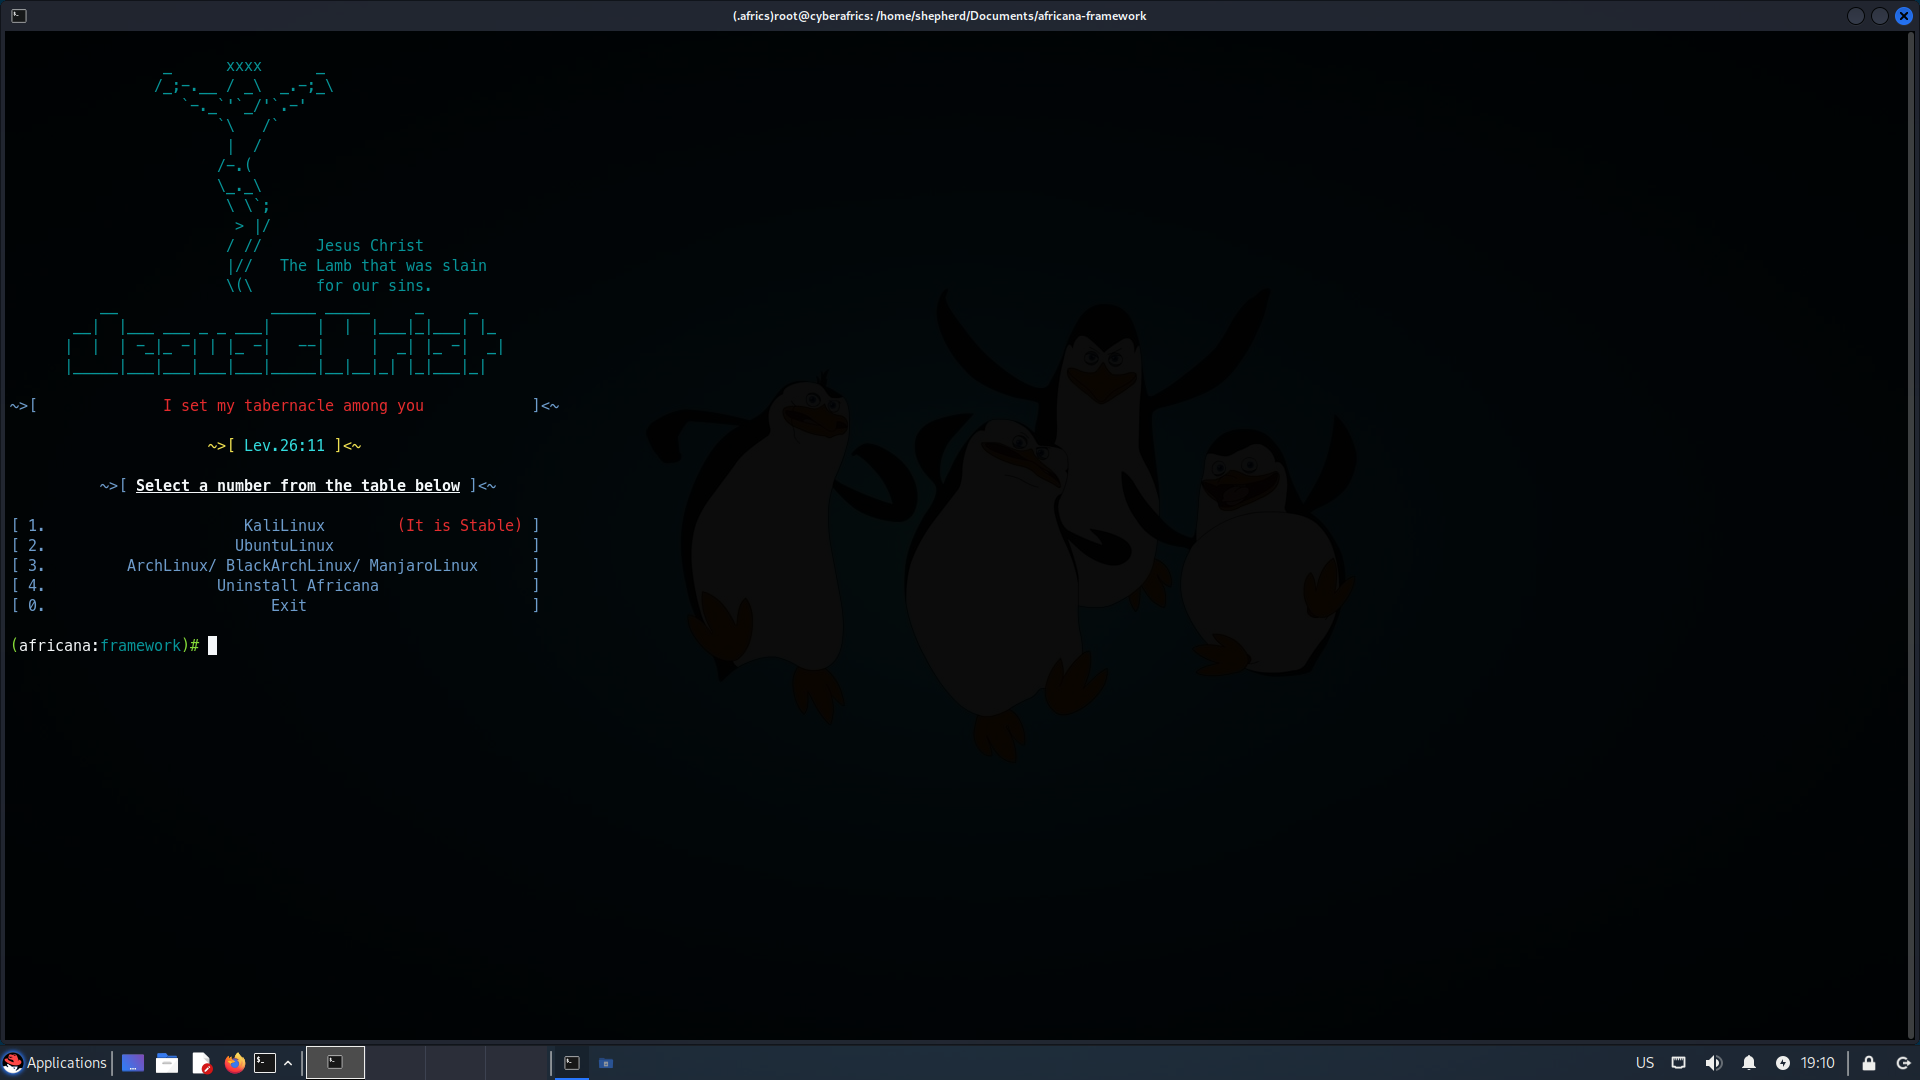 (.africs)root@cyberafrics: /home/shepherd/Documents/africana-framework
xxxx
Jesus Christ
The Lamb that was slain
for our sins.
JesusCHrist
~>[ I set my tabernacle among you ]<~
~>[ Lev.26:11 ]<~
~>[ Select a number from the table below ]<~
[ 1. KaliLinux (It is Stable) ]
[ 2. UbuntuLinux ]
[ 3. ArchLinux/ BlackArchLinux/ ManjaroLinux ]
[ 4. Uninstall Africana ]
[ 0. Exit ]
(africana:framework)#
Applications US 19:10